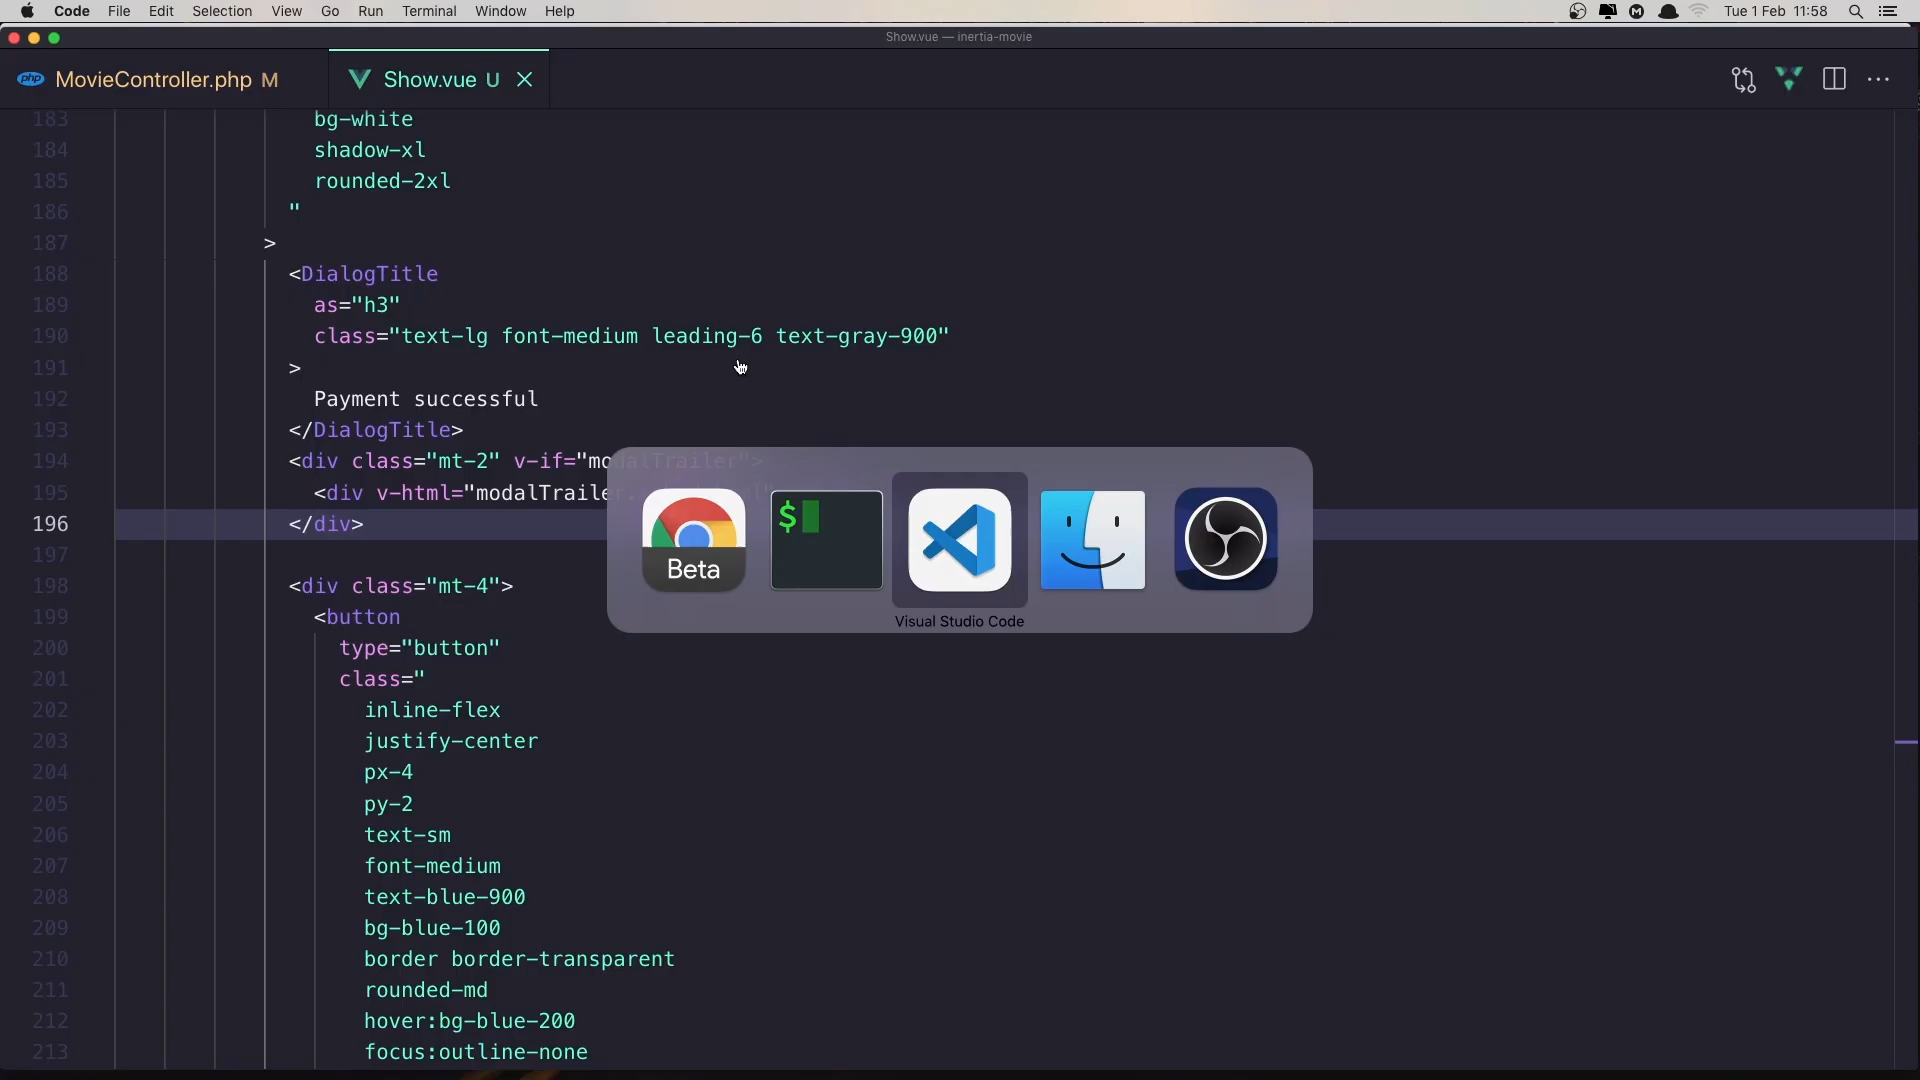 Code File Edit Selection View Go Run Terminal Window Help Tue 1 Feb 11:58
Show.vue — inertia-movie
php MovieController.php M Show.vue U
183 bg-white
184 shadow-xl
185 rounded-2xl
186 "
187 >
188 <DialogTitle
189 as="h3"
190 class="text-lg font-medium leading-6 text-gray-900"
191 >
192 Payment successful
193 </DialogTitle>
194 <div class="mt-2" v-if="modalTrailer">
195 <div v-html="modalTrailer.
196 </div>
197
198 <div class="mt-4">
199 <button
200 type="button"
201 class="
202 inline-flex
203 justify-center
204 px-4
205 py-2
206 text-sm
207 font-medium
208 text-blue-900
209 bg-blue-100
210 border border-transparent
211 rounded-md
212 hover:bg-blue-200
213 focus:outline-none
Beta
$
Visual Studio Code